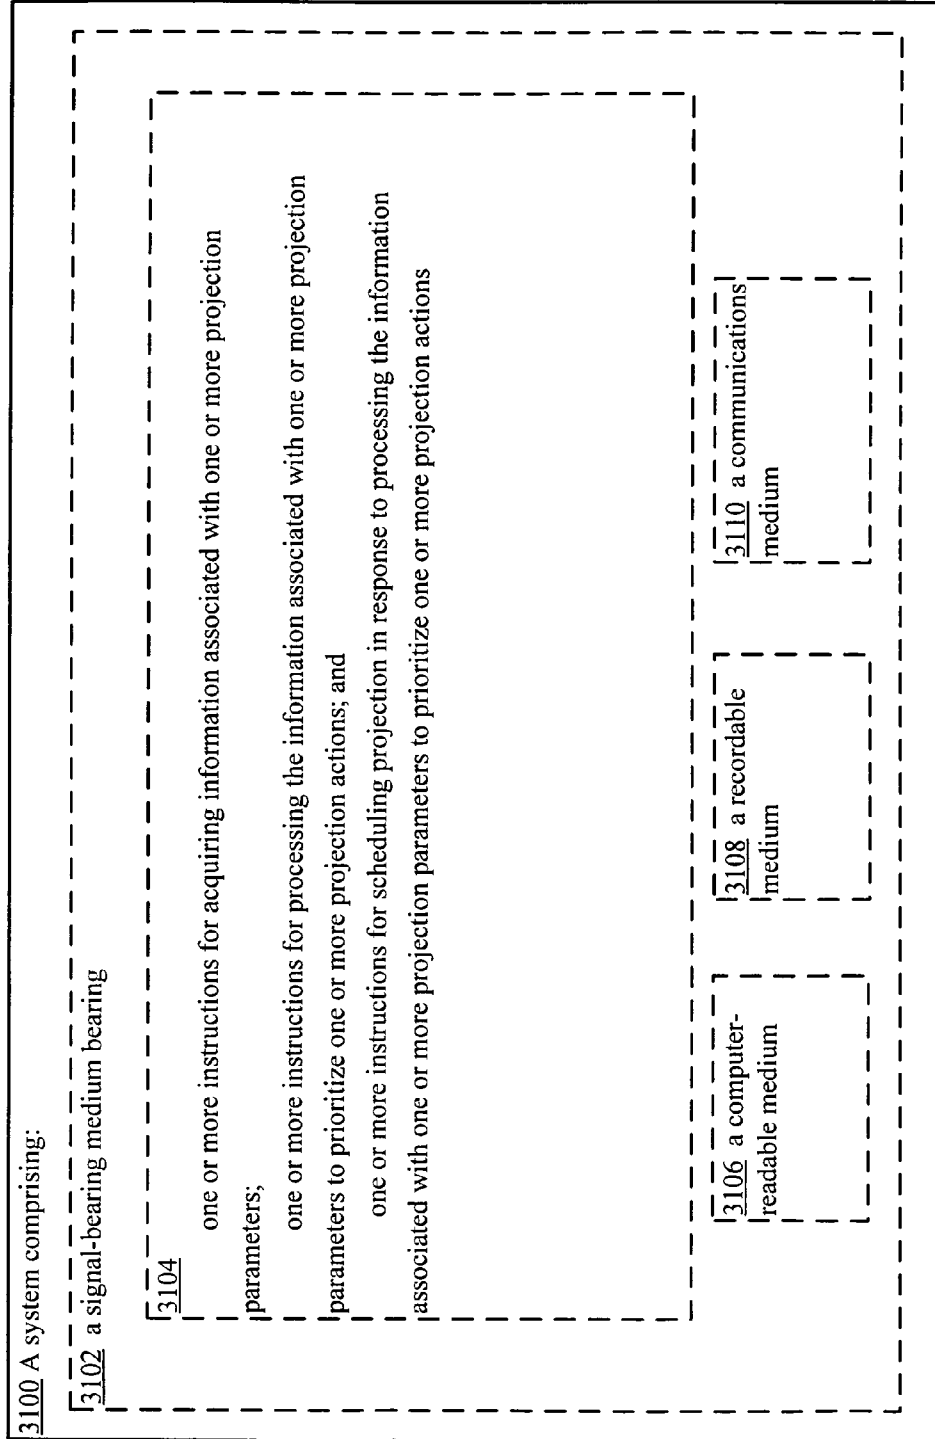 3100 A system comprising:
3102 a signal-bearing medium bearing
3104
one or more instructions for acquiring information associated with one or more projection
parameters;
one or more instructions for processing the information associated with one or more projection
parameters to prioritize one or more projection actions; and
one or more instructions for scheduling projection in response to processing the information
associated with one or more projection parameters to prioritize one or more projection actions
3106 a computer-
readable medium
3108 a recordable
medium
3110 a communications
medium